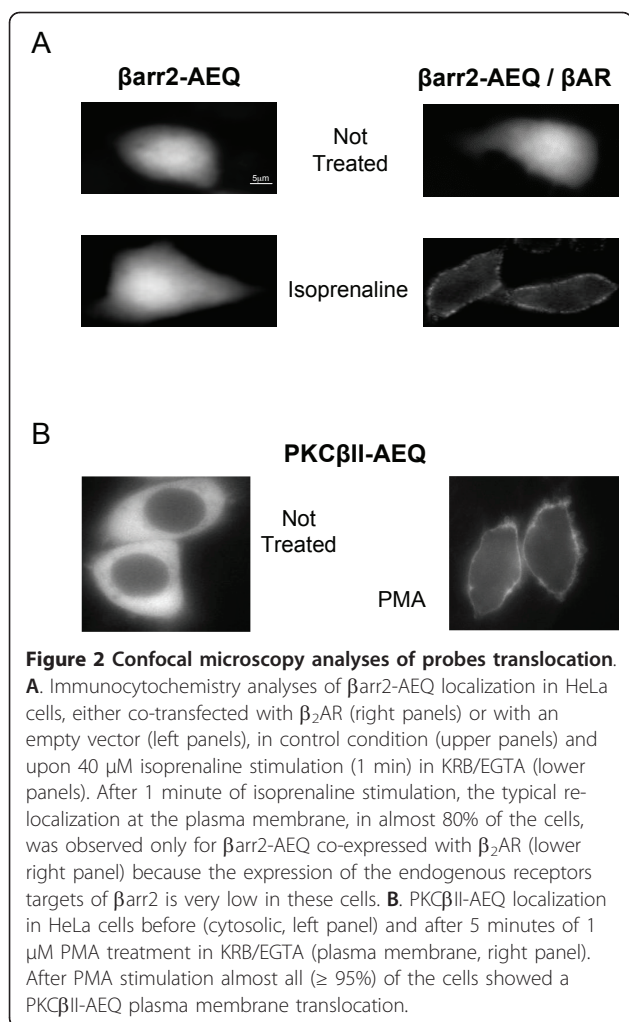 A
βarr2-AEQ
βarr2-AEQ / βAR
Not
Treated
5μm
Isoprenaline
B
PKCβII-AEQ
Not
Treated
PMA
Figure 2 Confocal microscopy analyses of probes translocation.
A. Immunocytochemistry analyses of βarr2-AEQ localization in HeLa
cells, either co-transfected with β₂AR (right panels) or with an
empty vector (left panels), in control condition (upper panels) and
upon 40 μM isoprenaline stimulation (1 min) in KRB/EGTA (lower
panels). After 1 minute of isoprenaline stimulation, the typical re-
localization at the plasma membrane, in almost 80% of the cells,
was observed only for βarr2-AEQ co-expressed with β₂AR (lower
right panel) because the expression of the endogenous receptors
targets of βarr2 is very low in these cells. B. PKCβII-AEQ localization
in HeLa cells before (cytosolic, left panel) and after 5 minutes of 1
μM PMA treatment in KRB/EGTA (plasma membrane, right panel).
After PMA stimulation almost all (≥ 95%) of the cells showed a
PKCβII-AEQ plasma membrane translocation.